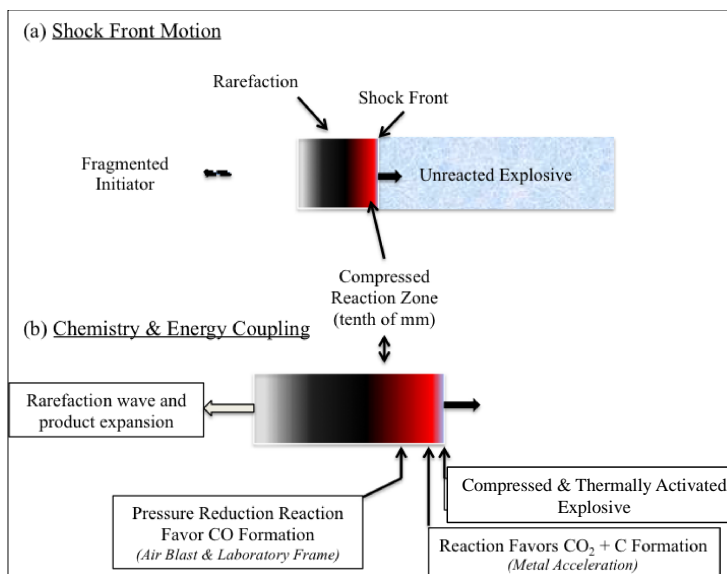 (a) Shock Front Motion
Rarefaction
Shock Front
Fragmented
Initiator
Unreacted Explosive
Compressed
Reaction Zone
(tenth of mm)
(b) Chemistry & Energy Coupling
Rarefaction wave and
product expansion
Compressed & Thermally Activated
Explosive
Pressure Reduction Reaction
Favor CO Formation
(Air Blast & Laboratory Frame)
Reaction Favors CO₂ + C Formation
(Metal Acceleration)